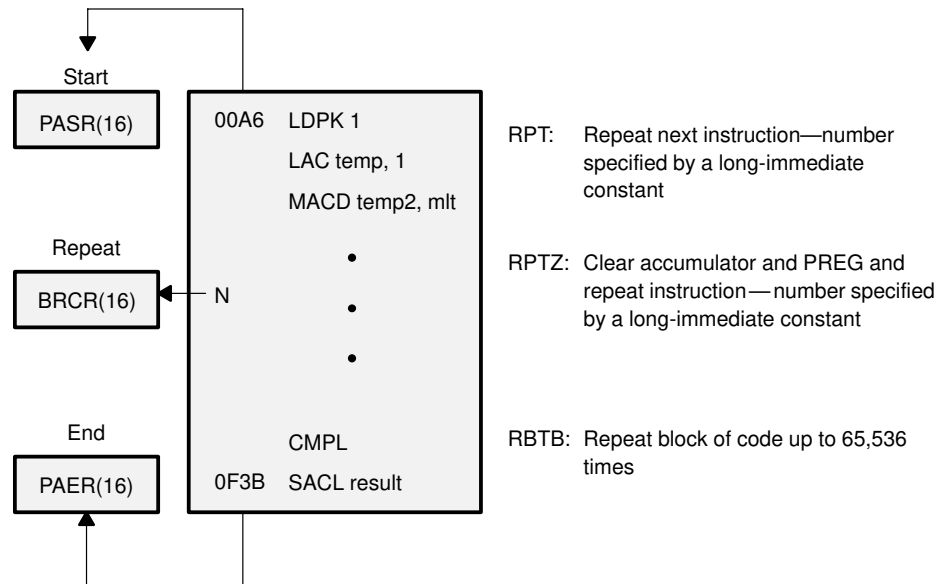 Start
PASR(16)
Repeat
BRCR(16)
End
PAER(16)
00A6 LDPK 1
LAC temp, 1
MACD temp2, mlt
•
N
•
•
CMPL
0F3B SACL result
RPT: Repeat next instruction—number
specified by a long-immediate
constant
RPTZ: Clear accumulator and PREG and
repeat instruction — number specified
by a long-immediate constant
RBTB: Repeat block of code up to 65,536
times